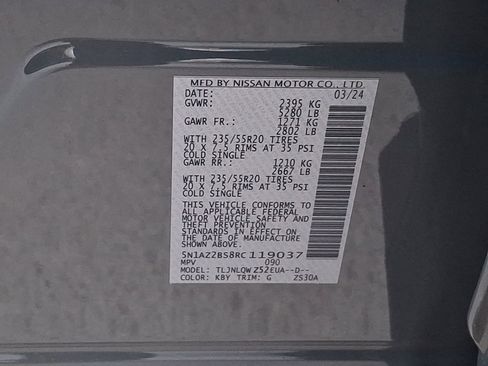 MFD BY NISSAN MOTOR CO., LTD
DATE: 03/24
GVWR: 2395 KG
5280 LB
GAWR FR.: 1271 KG
2802 LB
WITH 235/55R20 TIRES
20 X 7.5 RIMS AT 35 PSI
COLD SINGLE
GAWR RR.: 1210 KG
2667 LB
WITH 235/55R20 TIRES
20 X 7.5 RIMS AT 35 PSI
COLD SINGLE
THIS VEHICLE CONFORMS TO
ALL APPLICABLE FEDERAL
MOTOR VEHICLE SAFETY AND
THEFT PREVENTION
STANDARDS IN EFFECT ON
THE DATE OF MANUFACTURE
SHOWN ABOVE.
5N1AZ2BS8RC119037
MPV 090
MODEL: TLJNLQWZ52EUA--D--
COLOR: KBY TRIM: G ZS30A